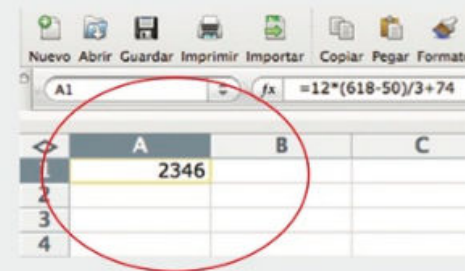 Nuevo Abrir Guardar Imprimir Importar Copiar Pegar Format
A1 fx =12*(618-50)/3+74
A B C
1 2346
2
3
4